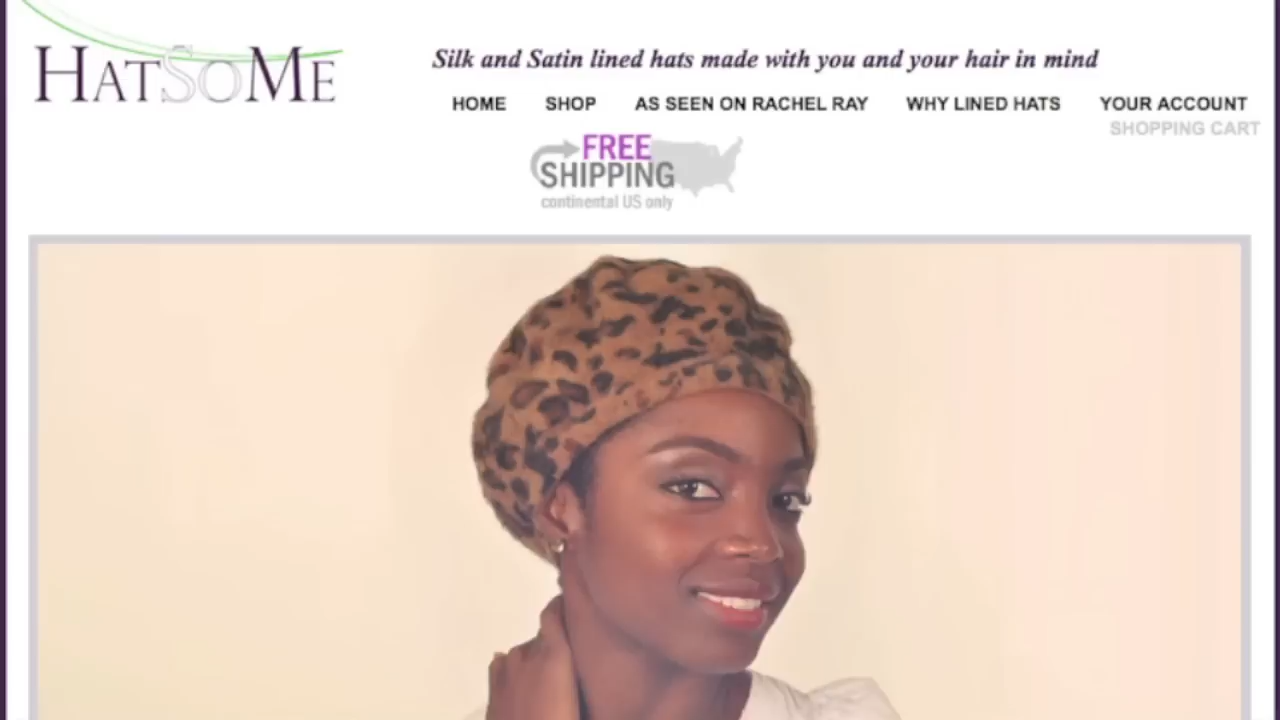 HATSOME
Silk and Satin lined hats made with you and your hair in mind
HOME SHOP AS SEEN ON RACHEL RAY WHY LINED HATS YOUR ACCOUNT
SHOPPING CART
FREE
SHIPPING
continental US only